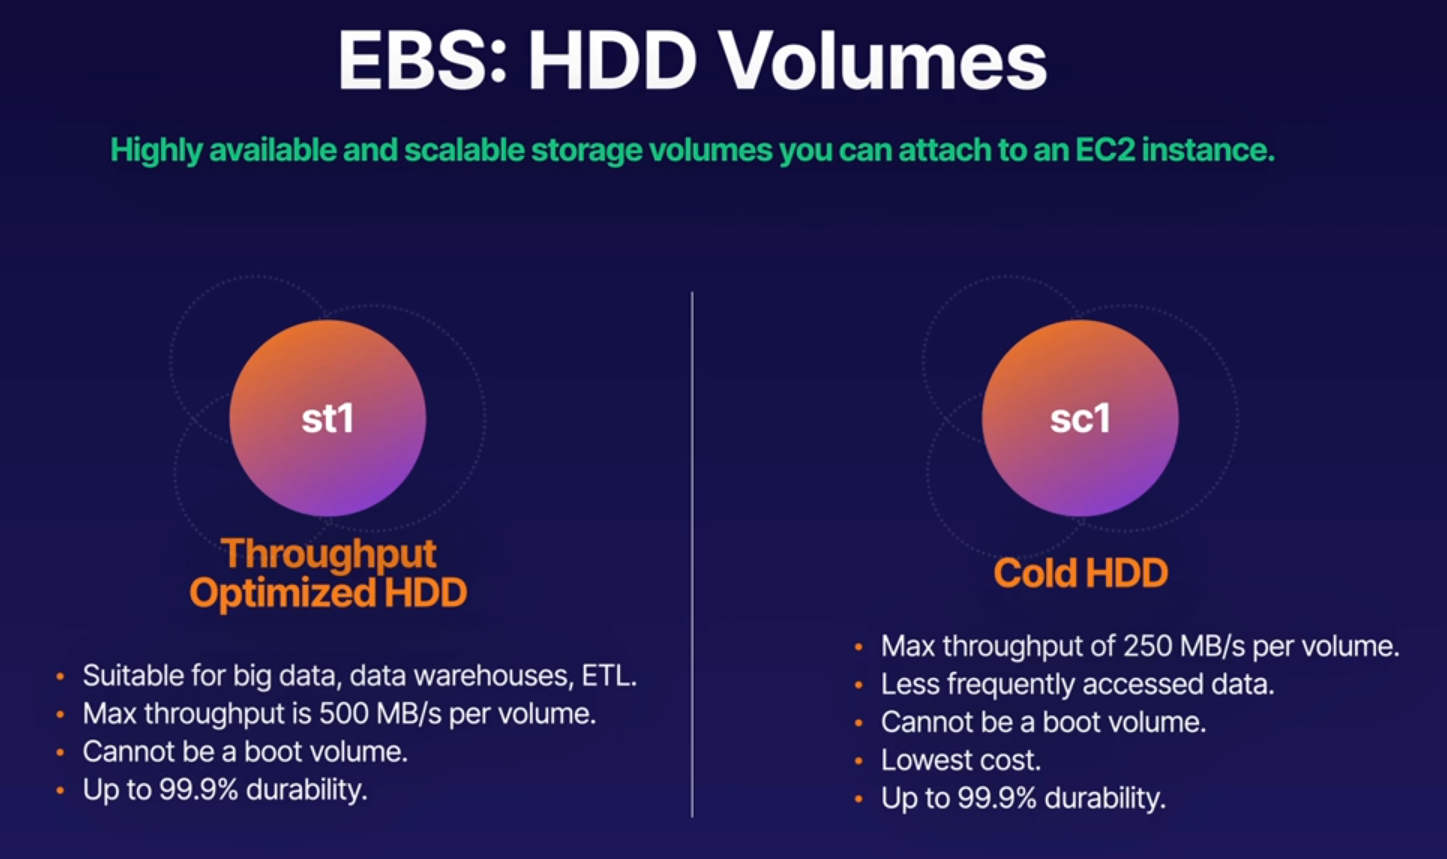 EBS: HDD Volumes
Highly available and scalable storage volumes you can attach to an EC2 instance.
st1
Throughput
Optimized HDD
• Suitable for big data, data warehouses, ETL.
• Max throughput is 500 MB/s per volume.
• Cannot be a boot volume.
• Up to 99.9% durability.
sc1
Cold HDD
• Max throughput of 250 MB/s per volume.
• Less frequently accessed data.
• Cannot be a boot volume.
• Lowest cost.
• Up to 99.9% durability.